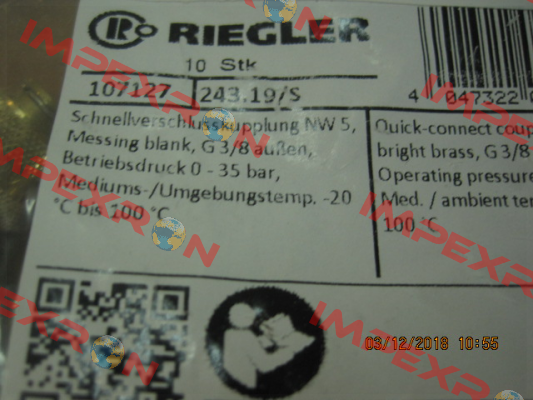 RIEGLER
10 Stk
107127 243.19/S
4 047322
Schnellverschlusskupplung NW 5,
Messing blank, G 3/8 außen,
Betriebsdruck 0 - 35 bar,
Mediums-/Umgebungstemp. -20
°C bis 100 °C
Quick-connect coup
bright brass, G 3/8
Operating pressure
Med. / ambient ter
100 °C
IMPEXRON
IMPEXRON
IMPEXRON
IMPEXRON
03/12/2018 10:55